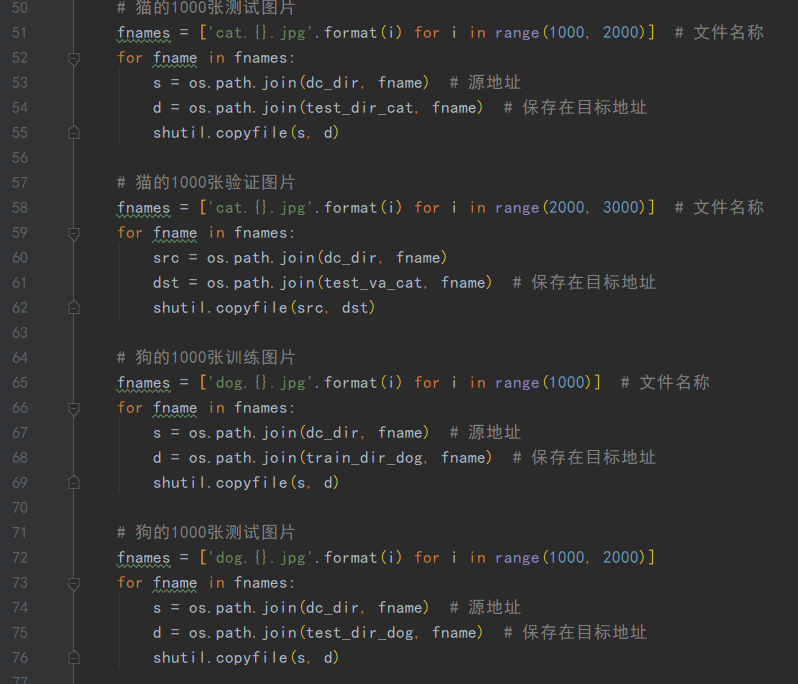 50 # 猫的1000张测试图片
51 fnames = ['cat.{}.jpg'.format(i) for i in range(1000, 2000)]  # 文件名称
52 for fname in fnames:
53 s = os.path.join(dc_dir, fname)  # 源地址
54 d = os.path.join(test_dir_cat, fname)  # 保存在目标地址
55 shutil.copyfile(s, d)
56
57 # 猫的1000张验证图片
58 fnames = ['cat.{}.jpg'.format(i) for i in range(2000, 3000)]  # 文件名称
59 for fname in fnames:
60 src = os.path.join(dc_dir, fname)
61 dst = os.path.join(test_va_cat, fname)  # 保存在目标地址
62 shutil.copyfile(src, dst)
63
64 # 狗的1000张训练图片
65 fnames = ['dog.{}.jpg'.format(i) for i in range(1000)]  # 文件名称
66 for fname in fnames:
67 s = os.path.join(dc_dir, fname)  # 源地址
68 d = os.path.join(train_dir_dog, fname)  # 保存在目标地址
69 shutil.copyfile(s, d)
70
71 # 狗的1000张测试图片
72 fnames = ['dog.{}.jpg'.format(i) for i in range(1000, 2000)]
73 for fname in fnames:
74 s = os.path.join(dc_dir, fname)  # 源地址
75 d = os.path.join(test_dir_dog, fname)  # 保存在目标地址
76 shutil.copyfile(s, d)
77